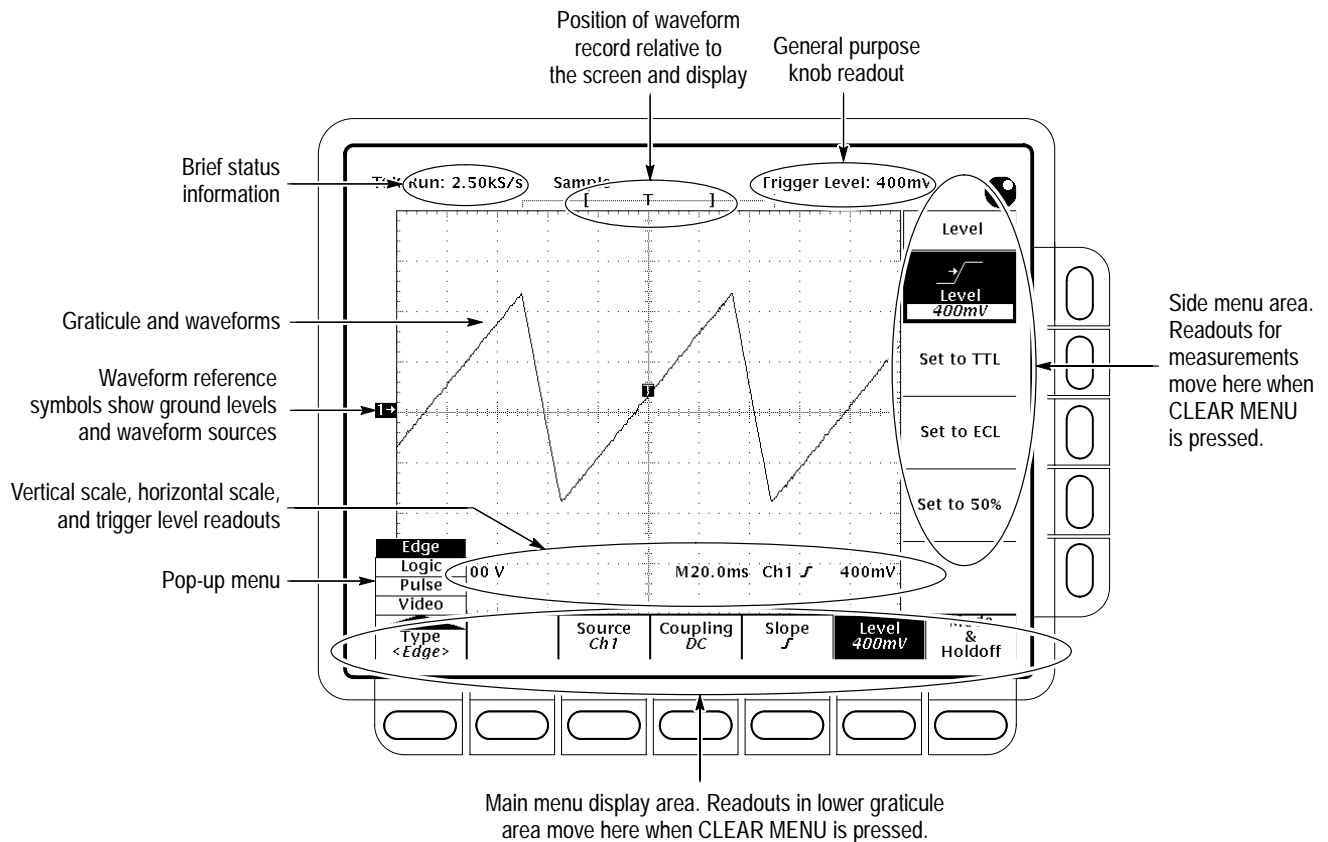 Position of waveform
record relative to
the screen and display
General purpose
knob readout
Brief status
information
Run: 2.50kS/s
Sample
Trigger Level: 400mV
[ T ]
Level
Level
400mV
Set to TTL
Set to ECL
Set to 50%
Side menu area.
Readouts for
measurements
move here when
CLEAR MENU
is pressed.
Graticule and waveforms
T
Waveform reference
symbols show ground levels
and waveform sources
1→
Vertical scale, horizontal scale,
and trigger level readouts
Pop-up menu
Edge
Logic
Pulse
Video
00 V
M20.0ms Ch1 400mV
Type
<Edge>
Source
Ch1
Coupling
DC
Slope
Level
400mV
Mode
&
Holdoff
Main menu display area. Readouts in lower graticule
area move here when CLEAR MENU is pressed.